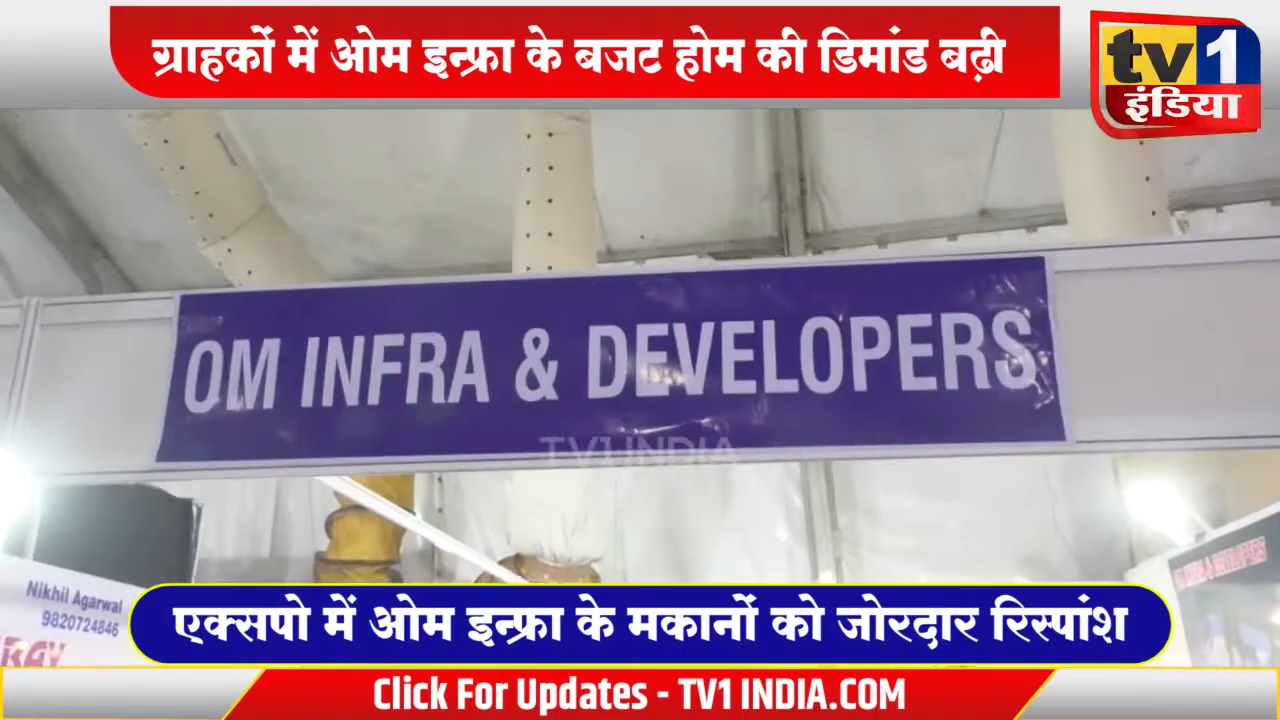 ग्राहकों में ओम इन्फ्रा के बजट होम की डिमांड बढ़ी
tv1
इंडिया
OM INFRA & DEVELOPERS
TV1 INDIA
Nikhil Agarwal
9820724846
एक्सपो में ओम इन्फ्रा के मकानों को जोरदार रिस्पांश
Click For Updates - TV1 INDIA.COM